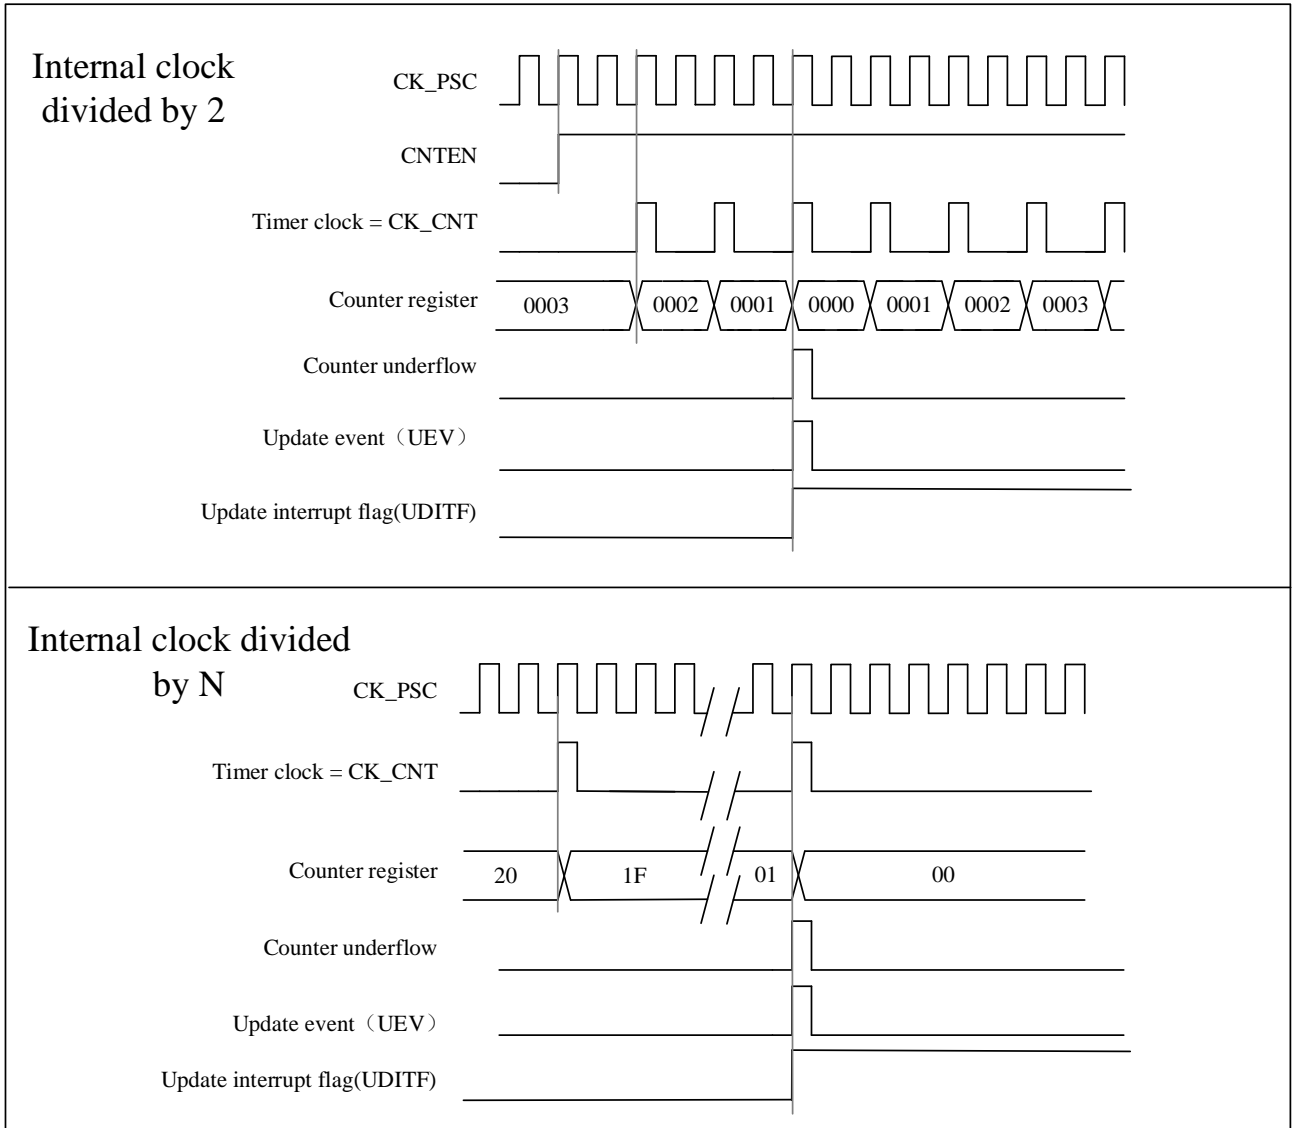 Internal clock
divided by 2
CK_PSC
CNTEN
Timer clock = CK_CNT
Counter register
0003 0002 0001 0000 0001 0002 0003
Counter underflow
Update event（UEV）
Update interrupt flag(UDITF)
Internal clock divided
by N
CK_PSC
Timer clock = CK_CNT
Counter register
20 1F 01 00
Counter underflow
Update event（UEV）
Update interrupt flag(UDITF)